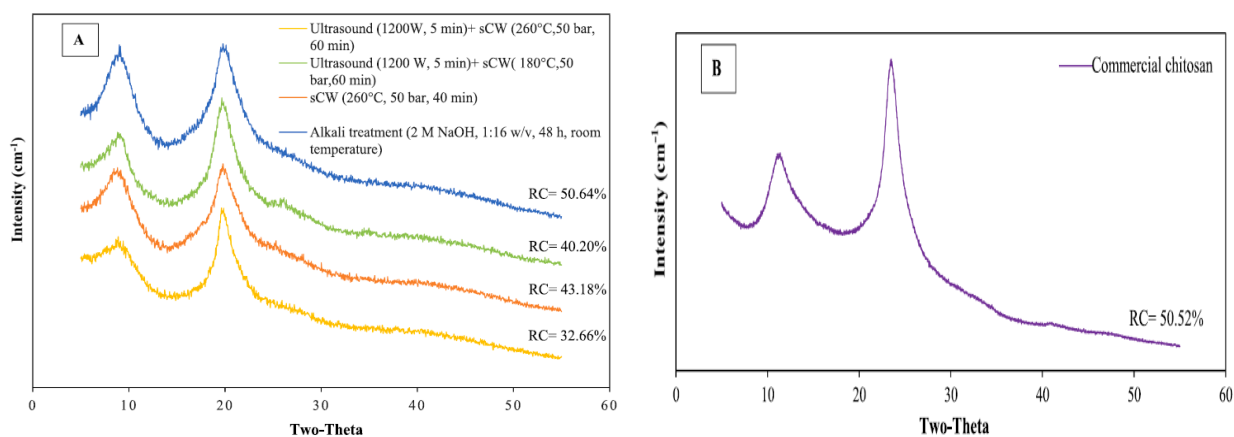 A
Ultrasound (1200W, 5 min)+ sCW (260°C,50 bar,
60 min)
Ultrasound (1200 W, 5 min)+ sCW( 180°C,50
bar,60 min)
sCW (260°C, 50 bar, 40 min)
Alkali treatment (2 M NaOH, 1:16 w/v, 48 h, room
temperature)
RC= 50.64%
RC= 40.20%
RC= 43.18%
RC= 32.66%
Intensity (cm⁻¹)
0 10 20 30 40 50 60
Two-Theta
B
Commercial chitosan
RC= 50.52%
Intensity (cm⁻¹)
0 10 20 30 40 50 60
Two-Theta